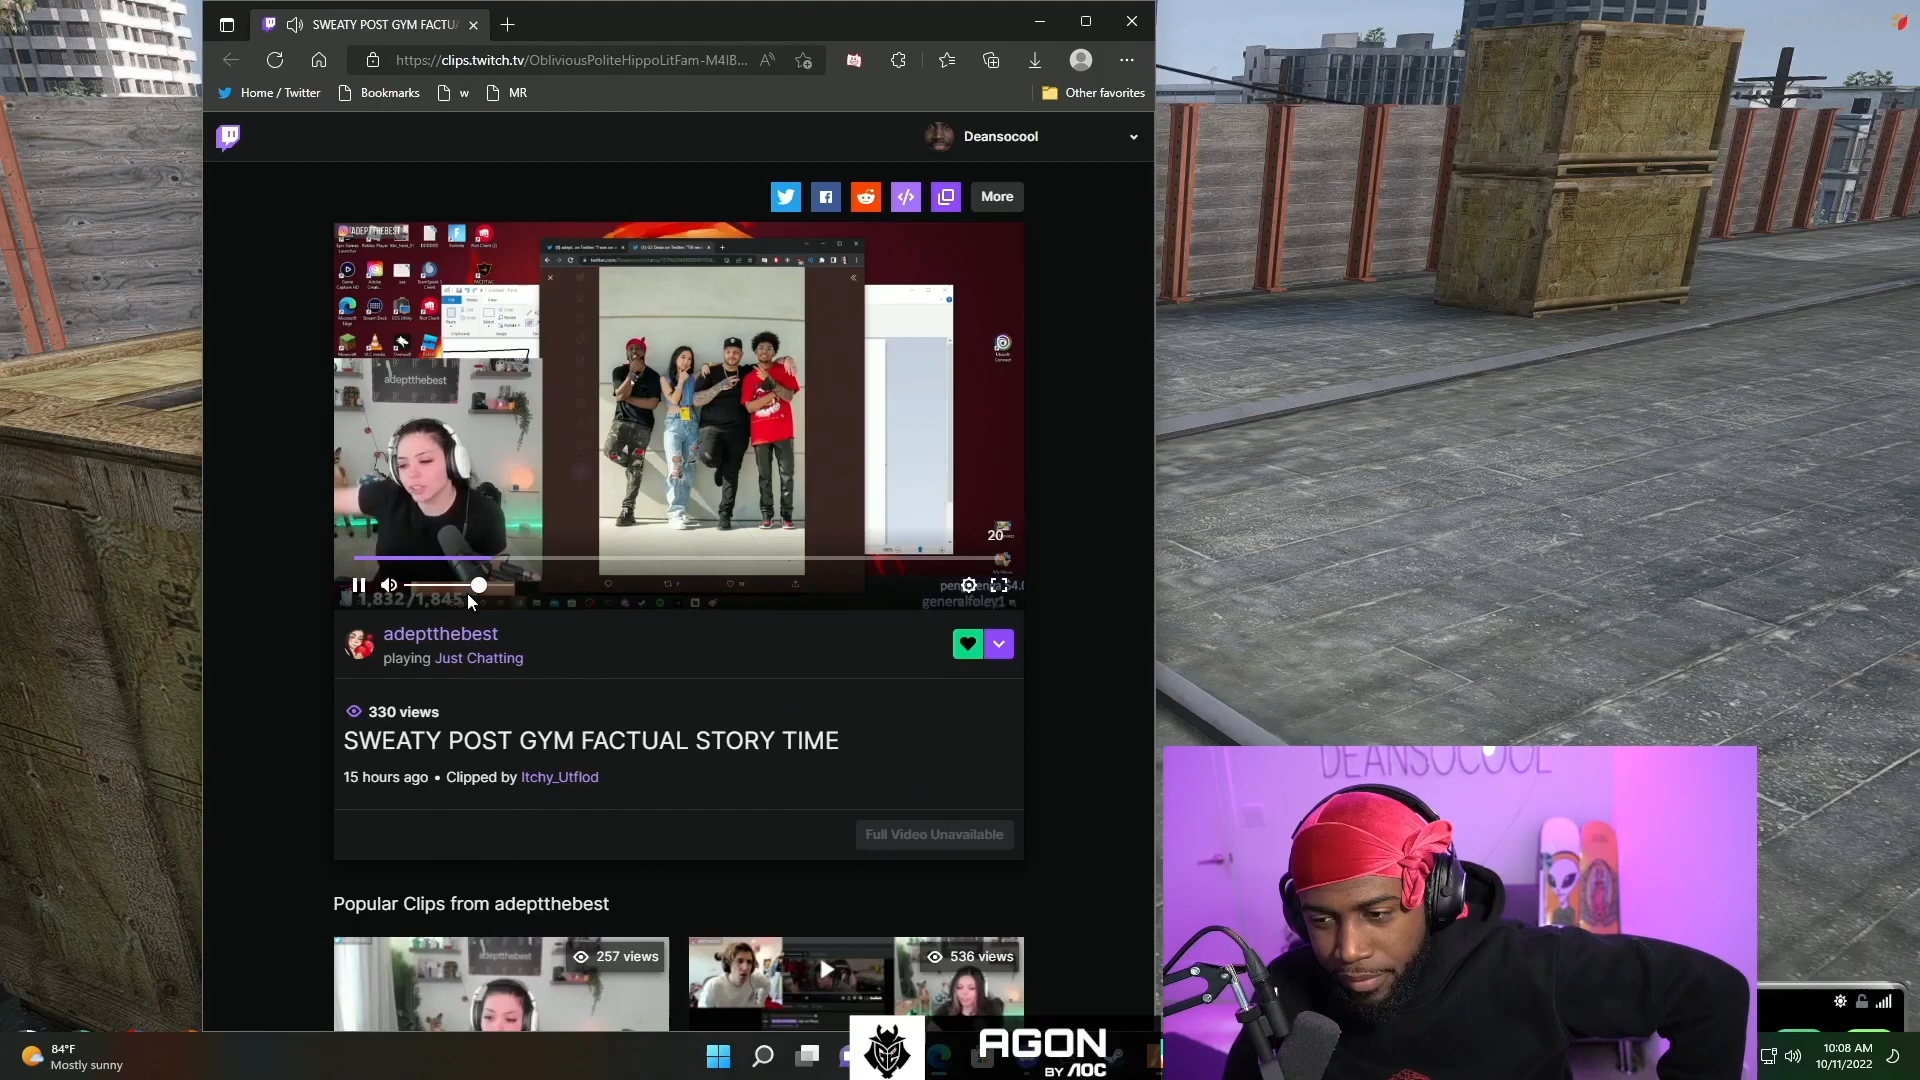 SWEATY POST GYM FACTUA
https://clips.twitch.tv/ObliviousPoliteHippoLitFam-M4IB...
Home / Twitter
Bookmarks
w
MR
Other favorites
Deansocool
More
ADEPTTHEBEST
adeptthebest
20
1,832/1,845
generalfoley1
adeptthebest
playing Just Chatting
330 views
SWEATY POST GYM FACTUAL STORY TIME
15 hours ago • Clipped by Itchy_Utflod
Full Video Unavailable
Popular Clips from adeptthebest
257 views
536 views
DEANSOCOOL
84°F
Mostly sunny
AGON
BY AOC
10:08 AM
10/11/2022